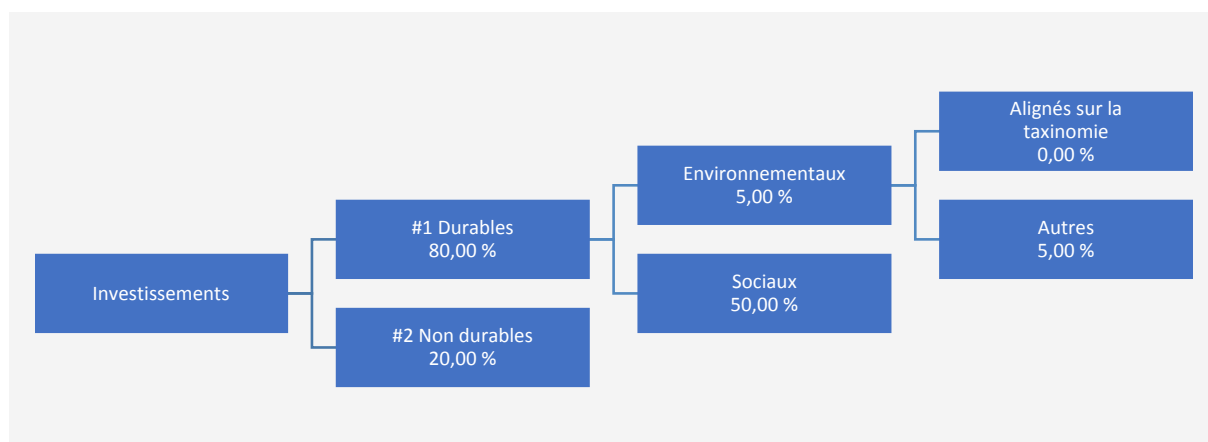 Investissements
#1 Durables
80,00 %
#2 Non durables
20,00 %
Environnementaux
5,00 %
Sociaux
50,00 %
Alignés sur la
taxinomie
0,00 %
Autres
5,00 %